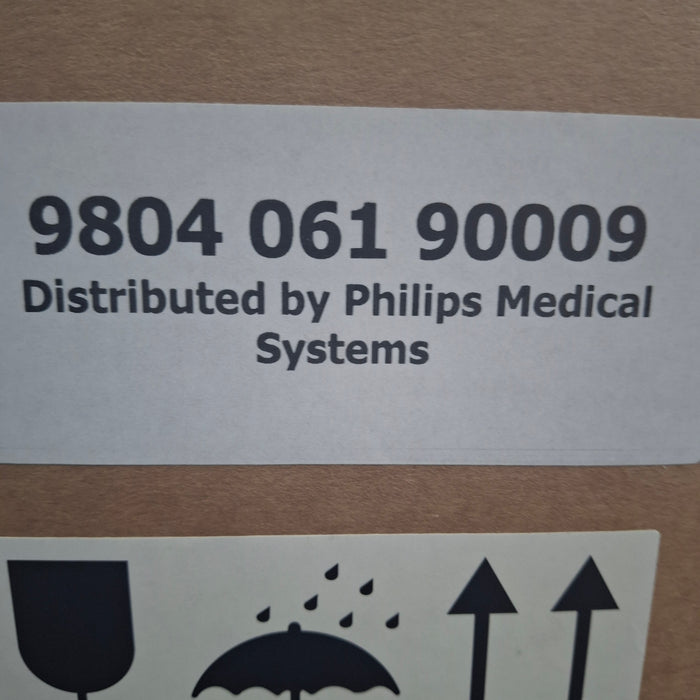 9804 061 90009
Distributed by Philips Medical
Systems